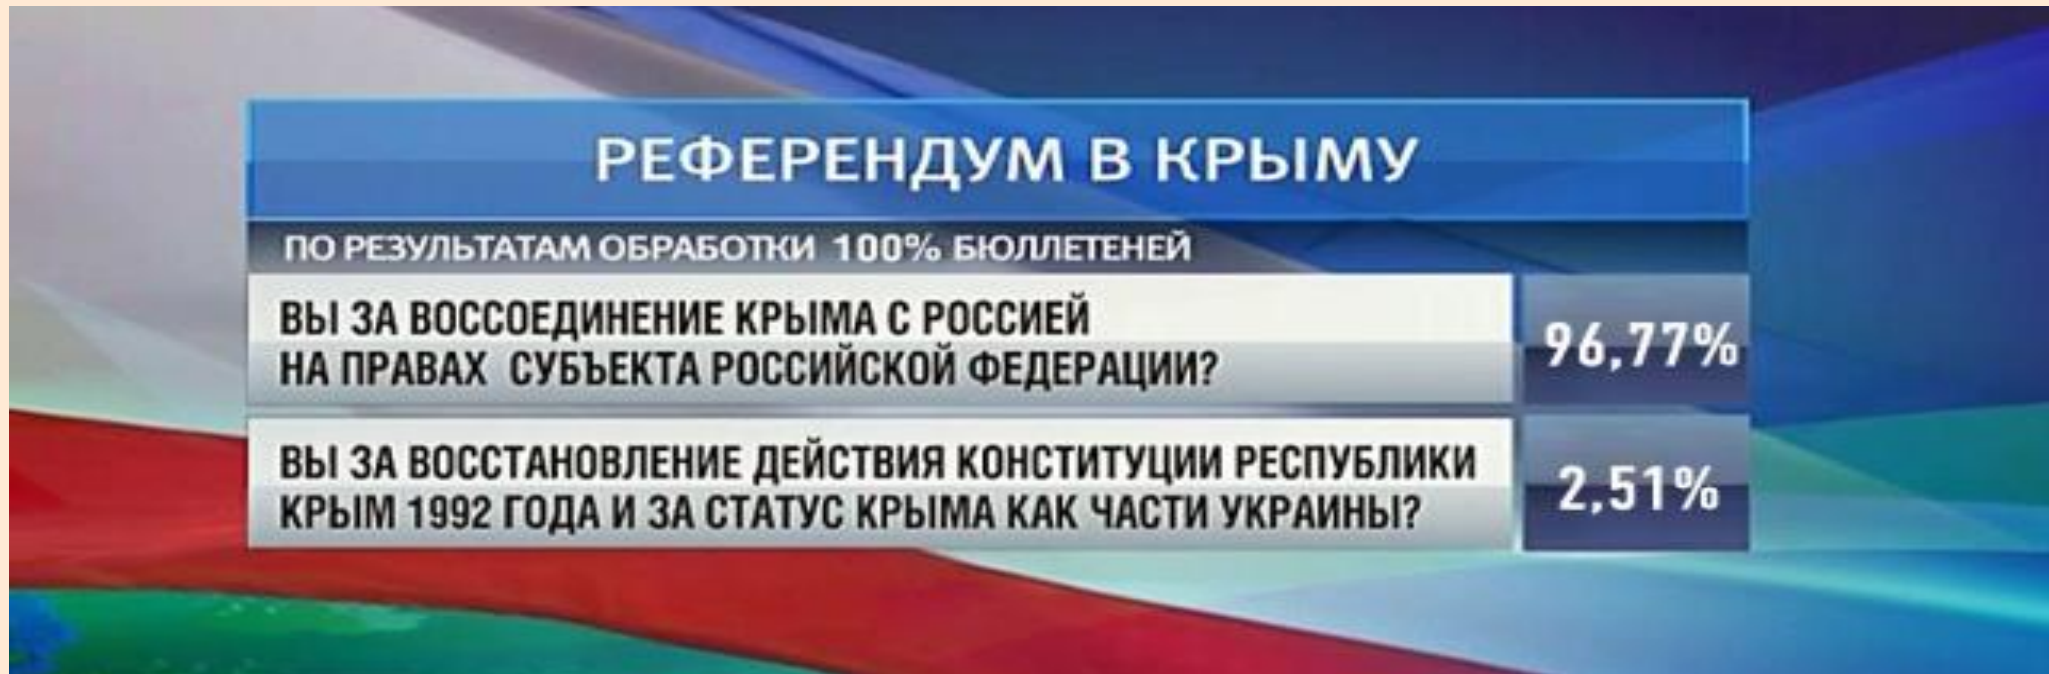 РЕФЕРЕНДУМ В КРЫМУ
ПО РЕЗУЛЬТАТАМ ОБРАБОТКИ 100% БЮЛЛЕТЕНЕЙ
ВЫ ЗА ВОССОЕДИНЕНИЕ КРЫМА С РОССИЕЙ
НА ПРАВАХ СУБЪЕКТА РОССИЙСКОЙ ФЕДЕРАЦИИ?
96,77%
ВЫ ЗА ВОССТАНОВЛЕНИЕ ДЕЙСТВИЯ КОНСТИТУЦИИ РЕСПУБЛИКИ
КРЫМ 1992 ГОДА И ЗА СТАТУС КРЫМА КАК ЧАСТИ УКРАИНЫ?
2,51%